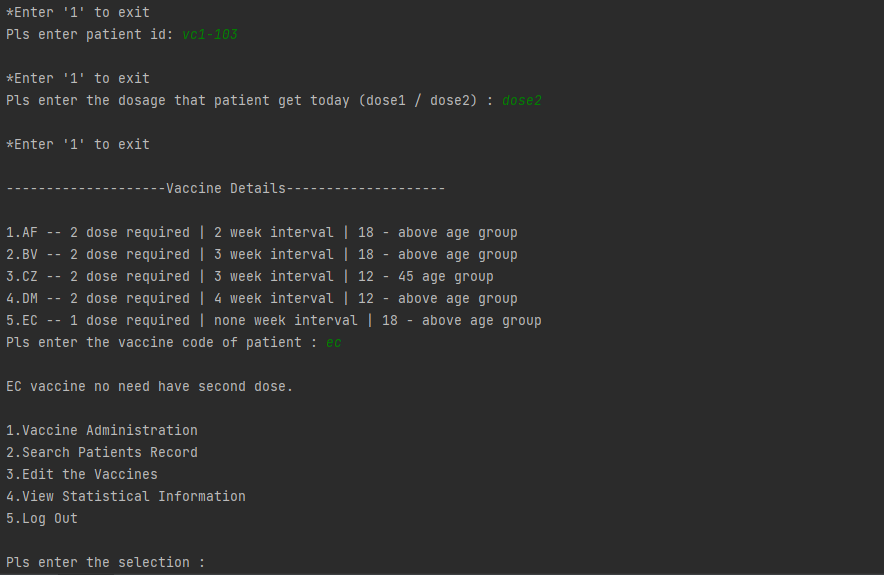 *Enter '1' to exit
Pls enter patient id: vc1-103
*Enter '1' to exit
Pls enter the dosage that patient get today (dose1 / dose2) : dose2
*Enter '1' to exit
--------------------Vaccine Details--------------------
1.AF -- 2 dose required | 2 week interval | 18 - above age group
2.BV -- 2 dose required | 3 week interval | 18 - above age group
3.CZ -- 2 dose required | 3 week interval | 12 - 45 age group
4.DM -- 2 dose required | 4 week interval | 12 - above age group
5.EC -- 1 dose required | none week interval | 18 - above age group
Pls enter the vaccine code of patient : ec
EC vaccine no need have second dose.
1.Vaccine Administration
2.Search Patients Record
3.Edit the Vaccines
4.View Statistical Information
5.Log Out
Pls enter the selection :